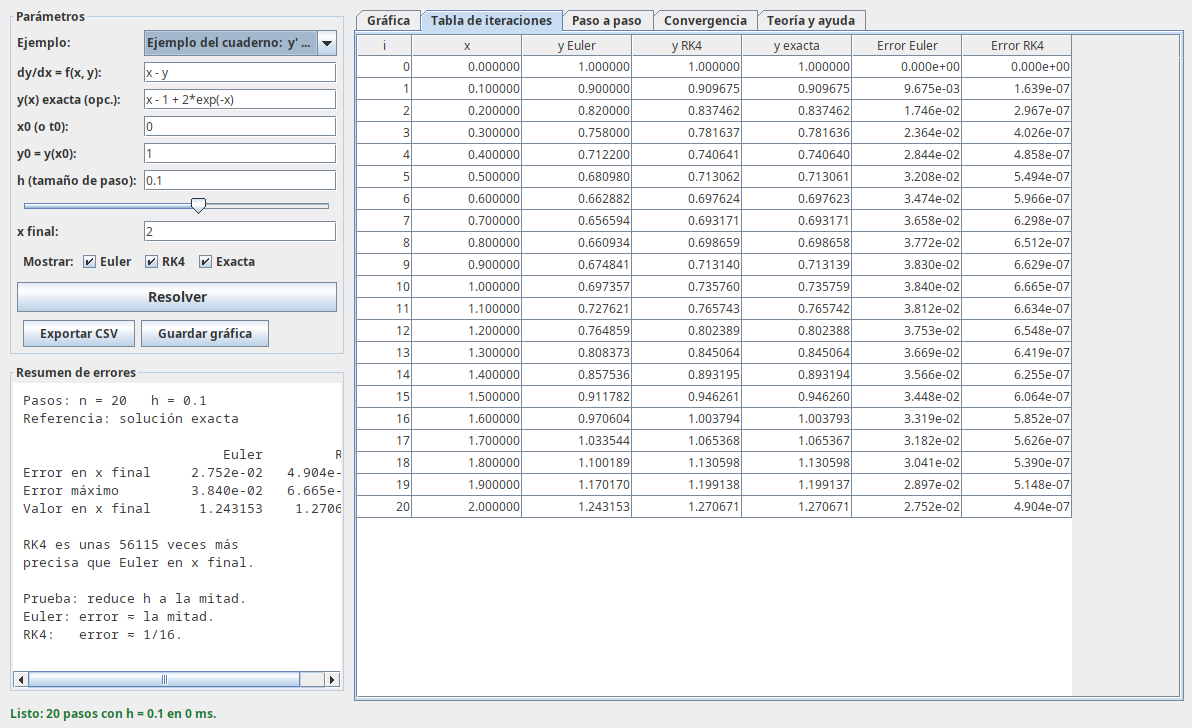 Parámetros
Ejemplo: Ejemplo del cuaderno: y' ...
dy/dx = f(x, y): x - y
y(x) exacta (opc.): x - 1 + 2*exp(-x)
x0 (o t0): 0
y0 = y(x0): 1
h (tamaño de paso): 0.1
x final: 2
Mostrar: Euler RK4 Exacta
Resolver
Exportar CSV Guardar gráfica
Resumen de errores
Pasos: n = 20 h = 0.1
Referencia: solución exacta
Euler R
Error en x final 2.752e-02 4.904e-
Error máximo 3.840e-02 6.665e-
Valor en x final 1.243153 1.2706
RK4 es unas 56115 veces más
precisa que Euler en x final.
Prueba: reduce h a la mitad.
Euler: error ≈ la mitad.
RK4: error ≈ 1/16.
Listo: 20 pasos con h = 0.1 en 0 ms.
Gráfica Tabla de iteraciones Paso a paso Convergencia Teoría y ayuda
i x y Euler y RK4 y exacta Error Euler Error RK4
0 0.000000 1.000000 1.000000 1.000000 0.000e+00 0.000e+00
1 0.100000 0.900000 0.909675 0.909675 9.675e-03 1.639e-07
2 0.200000 0.820000 0.837462 0.837462 1.746e-02 2.967e-07
3 0.300000 0.758000 0.781637 0.781636 2.364e-02 4.026e-07
4 0.400000 0.712200 0.740641 0.740640 2.844e-02 4.858e-07
5 0.500000 0.680980 0.713062 0.713061 3.208e-02 5.494e-07
6 0.600000 0.662882 0.697624 0.697623 3.474e-02 5.966e-07
7 0.700000 0.656594 0.693171 0.693171 3.658e-02 6.298e-07
8 0.800000 0.660934 0.698659 0.698658 3.772e-02 6.512e-07
9 0.900000 0.674841 0.713140 0.713139 3.830e-02 6.629e-07
10 1.000000 0.697357 0.735760 0.735759 3.840e-02 6.665e-07
11 1.100000 0.727621 0.765743 0.765742 3.812e-02 6.634e-07
12 1.200000 0.764859 0.802389 0.802388 3.753e-02 6.548e-07
13 1.300000 0.808373 0.845064 0.845064 3.669e-02 6.419e-07
14 1.400000 0.857536 0.893195 0.893194 3.566e-02 6.255e-07
15 1.500000 0.911782 0.946261 0.946260 3.448e-02 6.064e-07
16 1.600000 0.970604 1.003794 1.003793 3.319e-02 5.852e-07
17 1.700000 1.033544 1.065368 1.065367 3.182e-02 5.626e-07
18 1.800000 1.100189 1.130598 1.130598 3.041e-02 5.390e-07
19 1.900000 1.170170 1.199138 1.199137 2.897e-02 5.148e-07
20 2.000000 1.243153 1.270671 1.270671 2.752e-02 4.904e-07